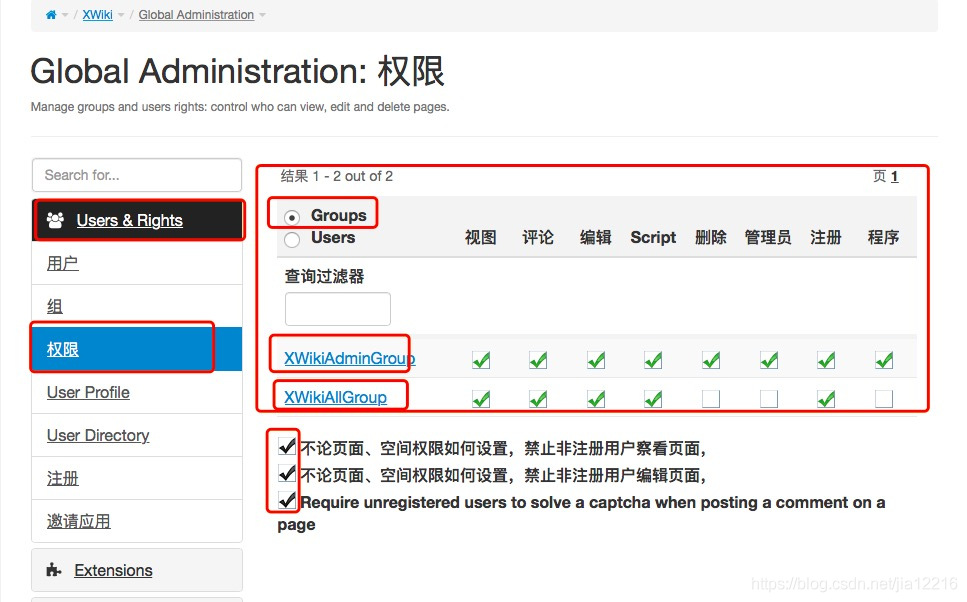 / XWiki / Global Administration
Global Administration: 权限
Manage groups and users rights: control who can view, edit and delete pages.
Search for...
Users & Rights
用户
组
权限
User Profile
User Directory
注册
邀请应用
Extensions
结果 1 - 2 out of 2 页 1
Groups
Users 视图 评论 编辑 Script 删除 管理员 注册 程序
查询过滤器
XWikiAdminGroup
XWikiAllGroup
不论页面、空间权限如何设置，禁止非注册用户察看页面，
不论页面、空间权限如何设置，禁止非注册用户编辑页面，
Require unregistered users to solve a captcha when posting a comment on a
page
https://blog.csdn.net/jia12216